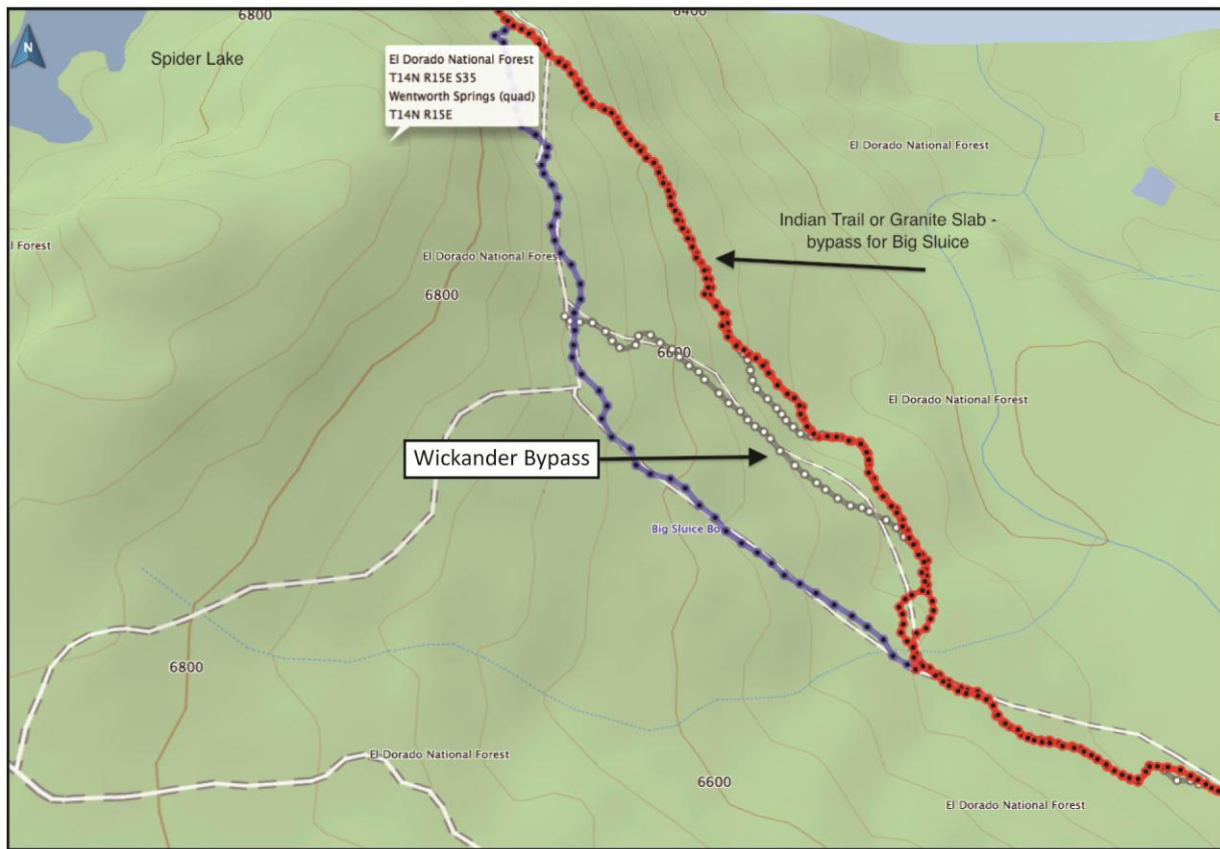 6800
6400
N
Spider Lake
El Dorado National Forest
T14N R15E S35
Wentworth Springs (quad)
T14N R15E
El Dorado National Forest
Indian Trail or Granite Slab -
bypass for Big Sluice
l Forest
El Dorado National Forest
6800
6600
El Dorado National Forest
Wickander Bypass
Big Sluice Bo
6800
El Dorado National Forest
6600
El Dorado National Forest